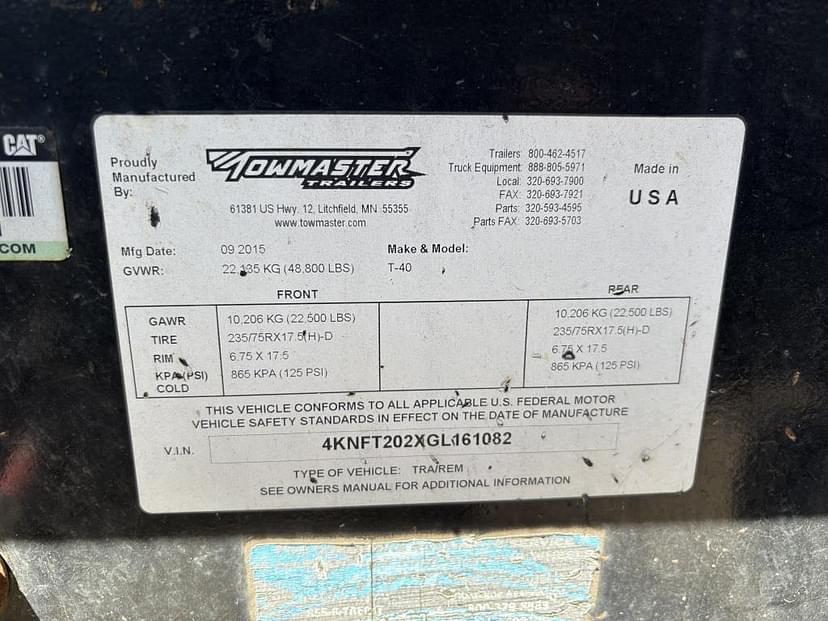 CAT®
COM
Proudly
Manufactured
By:
TOWMASTER
TRAILERS
61381 US Hwy. 12, Litchfield, MN 55355
www.towmaster.com
Trailers: 800-462-4517
Truck Equipment: 888-805-5971
Local: 320-693-7900
FAX: 320-693-7921
Parts: 320-593-4595
Parts FAX: 320-693-5703
Made in
USA
Mfg Date: 09 2015 Make & Model:
GVWR: 22,135 KG (48,800 LBS) T-40
FRONT REAR
GAWR 10,206 KG (22,500 LBS) 10,206 KG (22,500 LBS)
TIRE 235/75RX17.5(H)-D 235/75RX17.5(H)-D
RIM 6.75 X 17.5 6.75 X 17.5
KPA (PSI) 865 KPA (125 PSI) 865 KPA (125 PSI)
COLD
THIS VEHICLE CONFORMS TO ALL APPLICABLE U.S. FEDERAL MOTOR
VEHICLE SAFETY STANDARDS IN EFFECT ON THE DATE OF MANUFACTURE
V.I.N. 4KNFT202XGL161082
TYPE OF VEHICLE: TRA/REM
SEE OWNERS MANUAL FOR ADDITIONAL INFORMATION